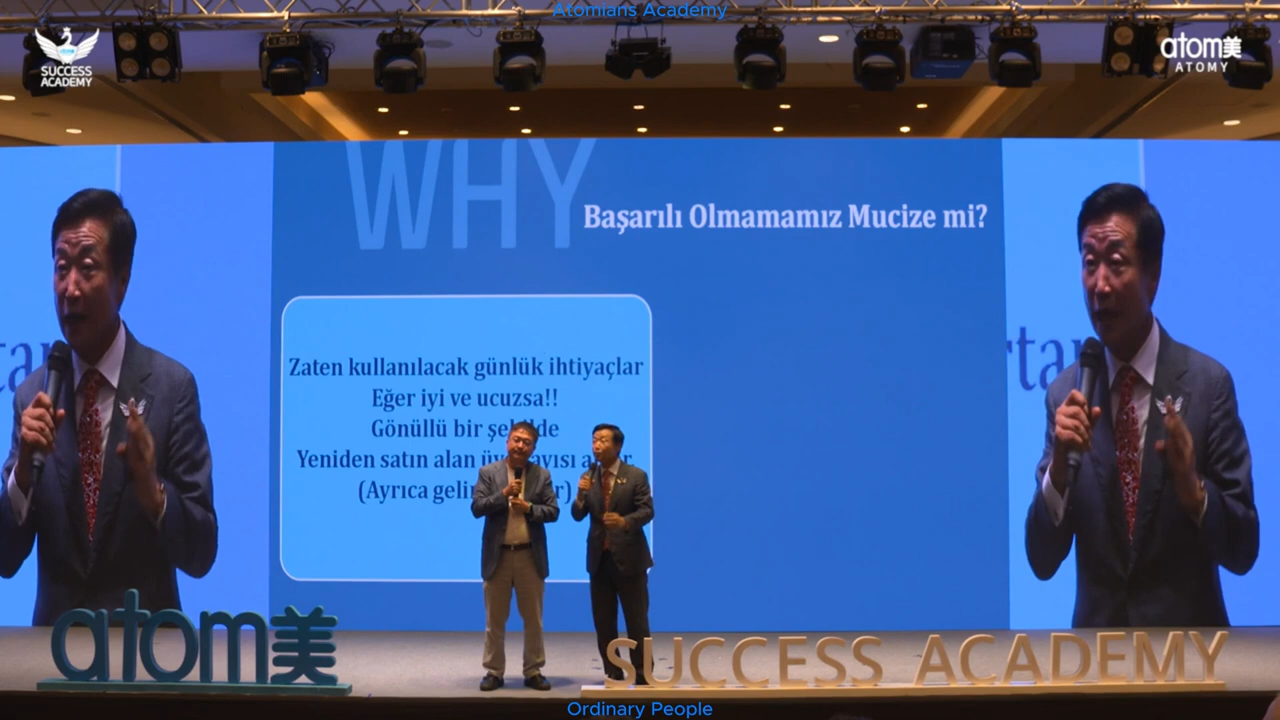 Atomians Academy
SUCCESS
ACADEMY
atom美
ATOMY
WHY
Başarılı Olmamamız Mucize mi?
Zaten kullanılacak günlük ihtiyaçlar
Eğer iyi ve ucuzsa!!
Gönüllü bir
Yeniden satın alan
(Ayrıca
atom美
SUCCESS ACADEMY
Ordinary People